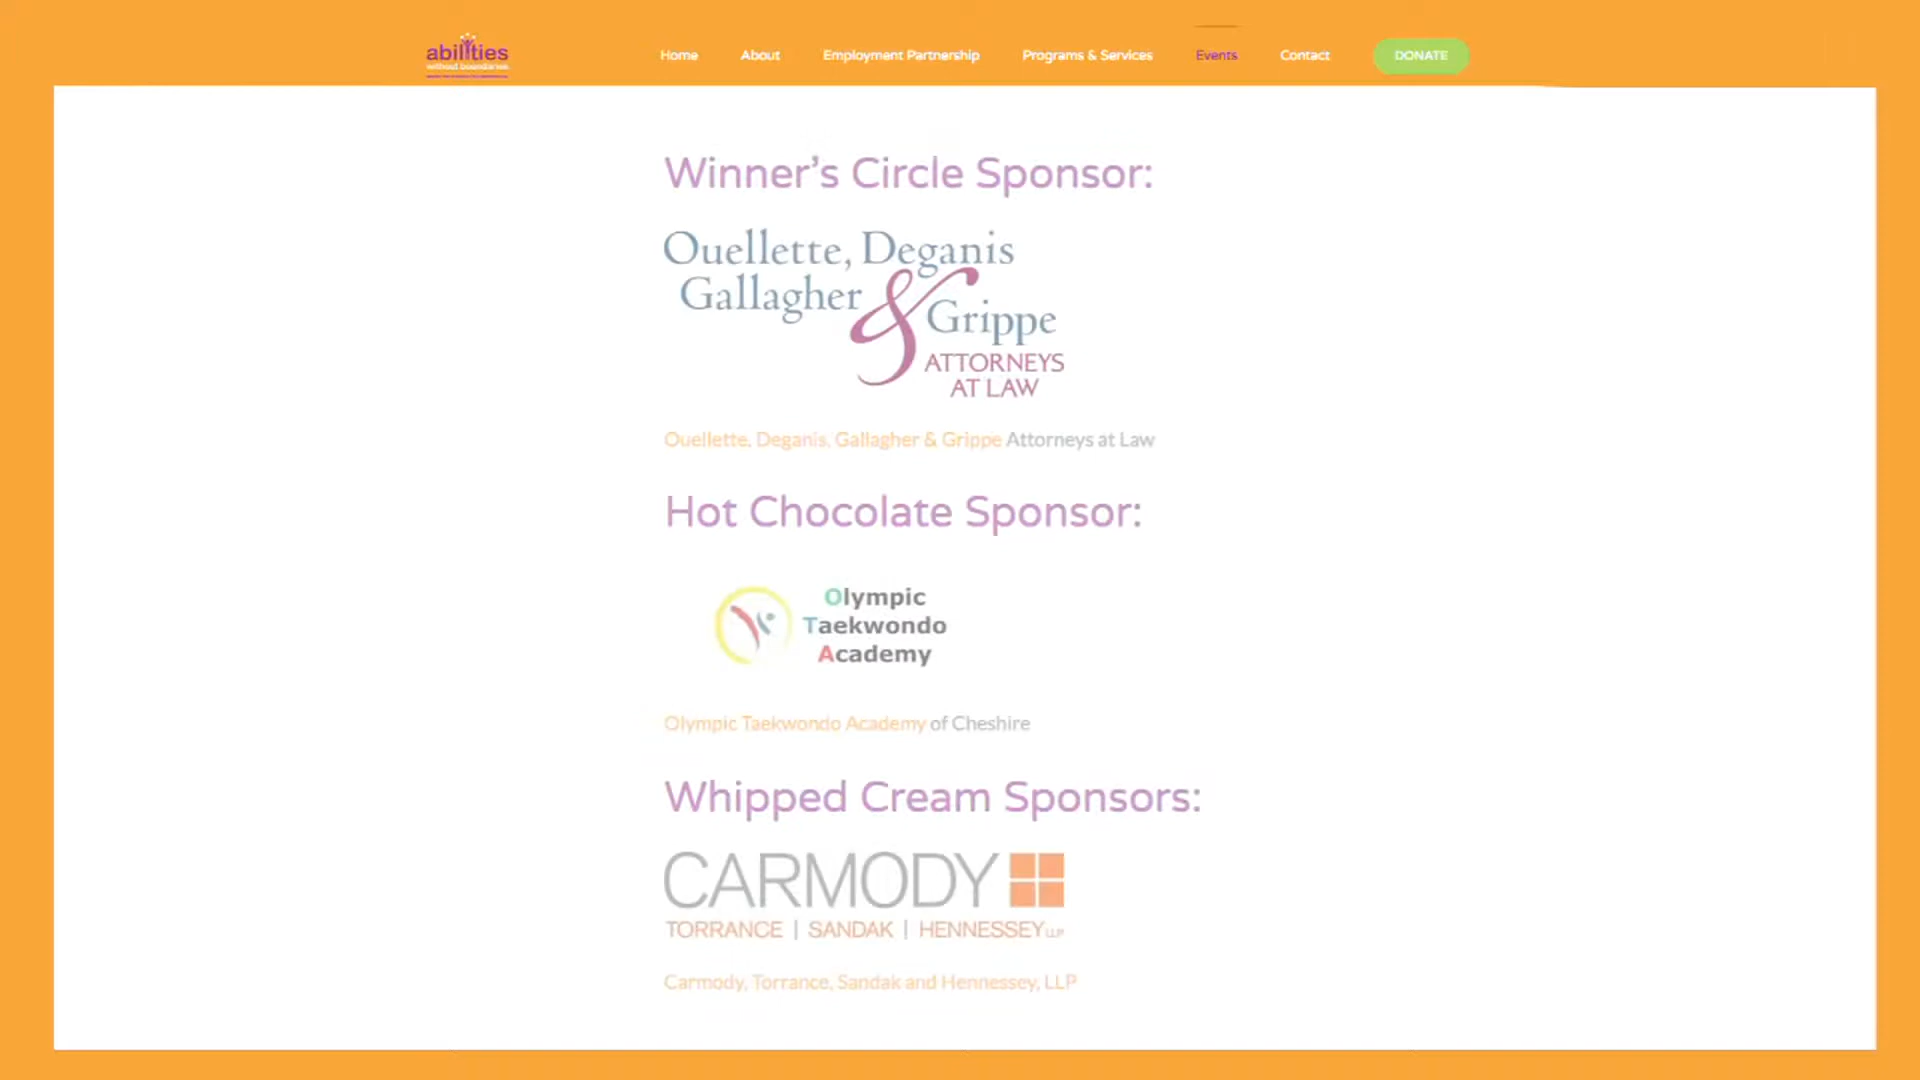 abilities
without boundaries
Home About Employment Partnership Programs & Services Events Contact DONATE
Winner's Circle Sponsor:
Ouellette, Deganis
Gallagher & Grippe
ATTORNEYS
AT LAW
Ouellette, Deganis, Gallagher & Grippe Attorneys at Law
Hot Chocolate Sponsor:
Olympic
Taekwondo
Academy
Olympic Taekwondo Academy of Cheshire
Whipped Cream Sponsors:
CARMODY
TORRANCE | SANDAK | HENNESSEY LLP
Carmody, Torrance, Sandak and Hennessey, LLP